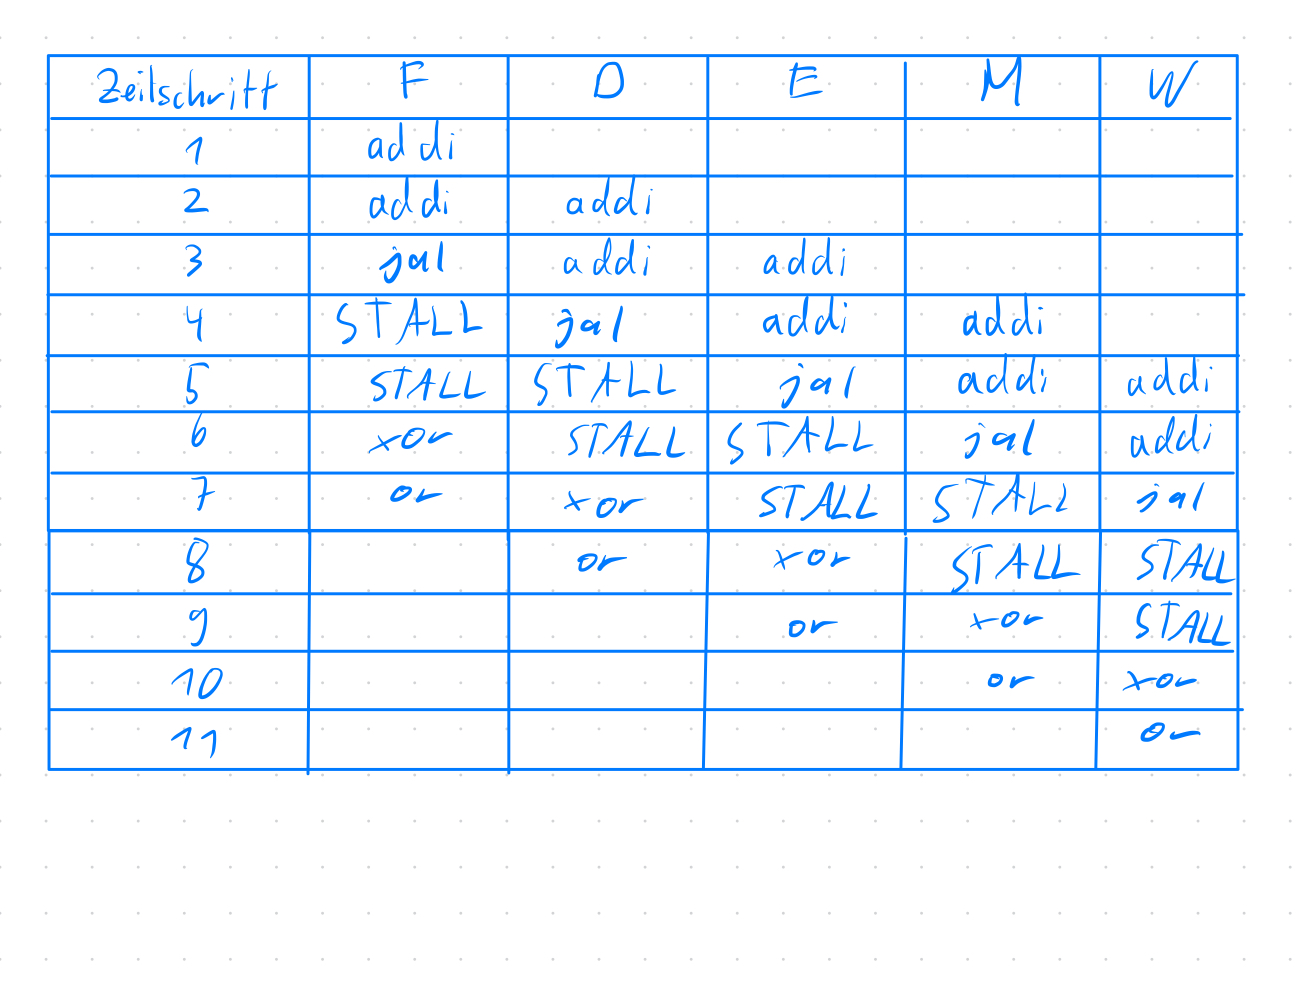 Zeitschritt F D E M W
1 addi
2 addi addi
3 jal addi addi
4 STALL jal addi addi
5 STALL STALL jal addi addi
6 xor STALL STALL jal addi
7 or xor STALL STALL jal
8 or xor STALL STALL
9 or xor STALL
10 or xor
11 or